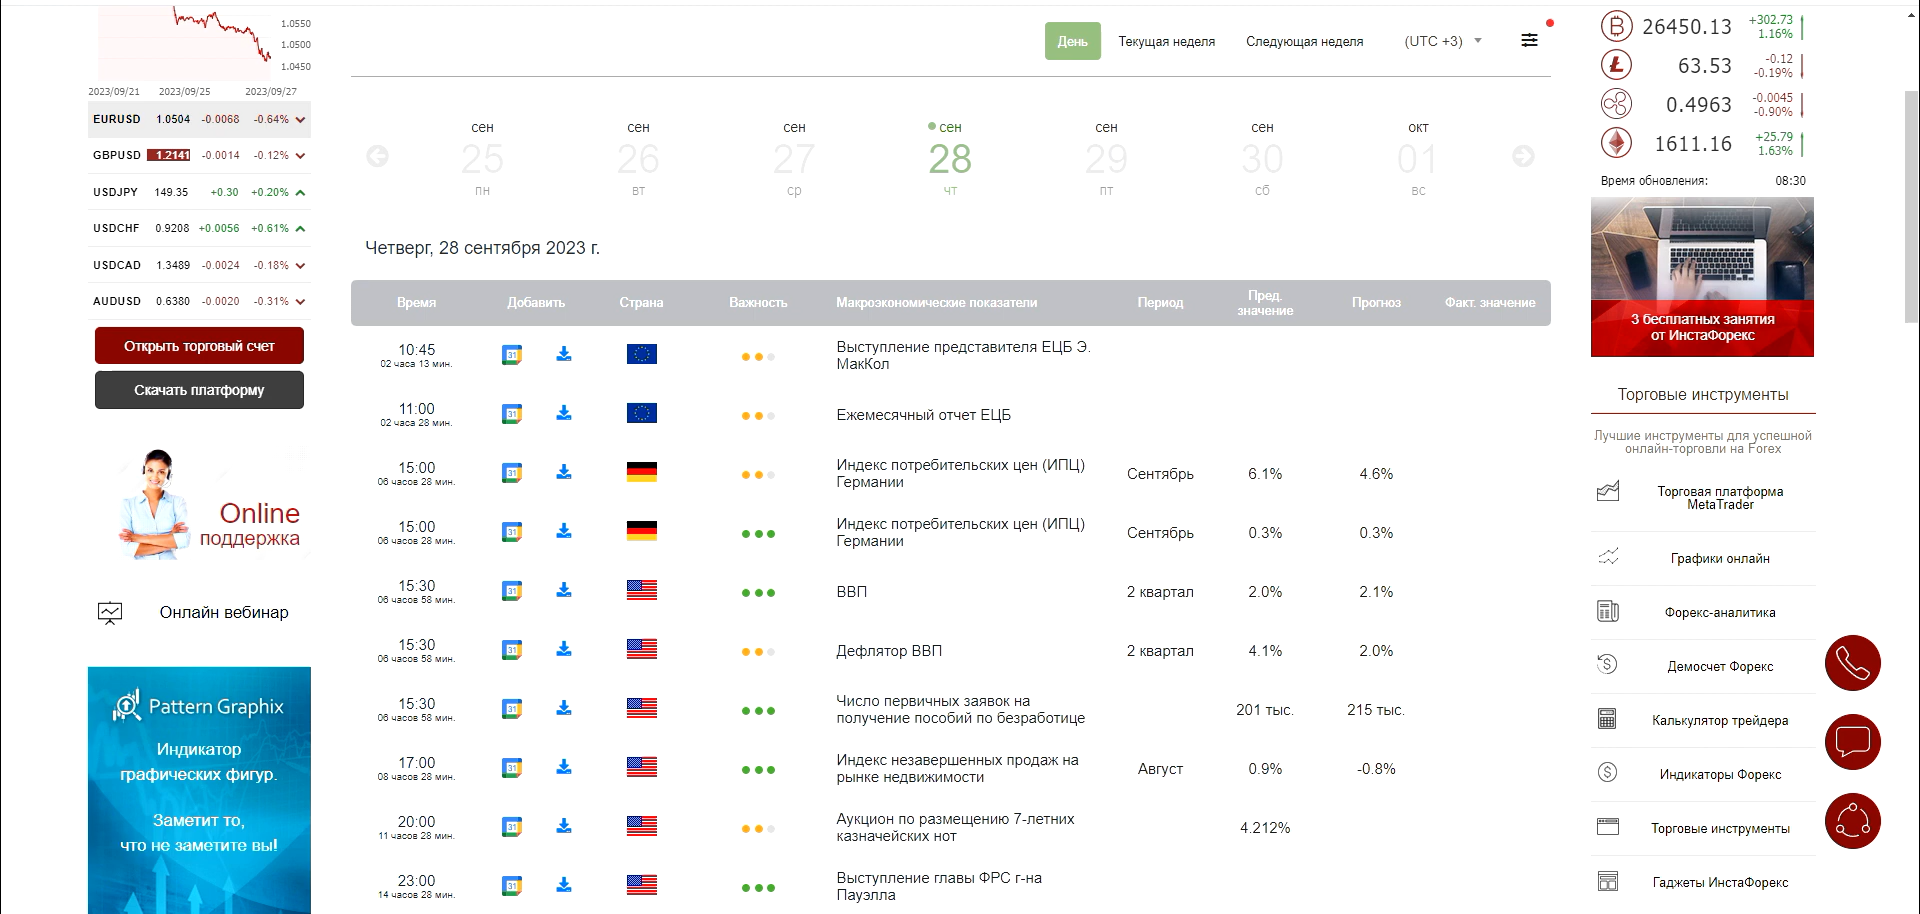 1.0550
1.0500
1.0450
2023/09/21 2023/09/25 2023/09/27
EURUSD 1.0504 -0.0068 -0.64%
GBPUSD 1.2141 -0.0014 -0.12%
USDJPY 149.35 +0.30 +0.20%
USDCHF 0.9208 +0.0056 +0.61%
USDCAD 1.3489 -0.0024 -0.18%
AUDUSD 0.6380 -0.0020 -0.31%
Открыть торговый счет
Скачать платформу
Online
поддержка
Онлайн вебинар
Pattern Graphix
Индикатор
графических фигур.
Заметит то,
что не заметите вы!
День Текущая неделя Следующая неделя (UTC +3)
сен сен сен сен сен сен окт
25 26 27 28 29 30 01
пн вт ср чт пт сб вс
Четверг, 28 сентября 2023 г.
Время Добавить Страна Важность Макроэкономические показатели Период Пред. значение Прогноз Факт. значение
10:45 Выступление представителя ЕЦБ Э.
02 часа 13 мин. МакКол
11:00 Ежемесячный отчет ЕЦБ
02 часа 28 мин.
15:00 Индекс потребительских цен (ИПЦ) Сентябрь 6.1% 4.6%
06 часов 28 мин. Германии
15:00 Индекс потребительских цен (ИПЦ) Сентябрь 0.3% 0.3%
06 часов 28 мин. Германии
15:30 ВВП 2 квартал 2.0% 2.1%
06 часов 58 мин.
15:30 Дефлятор ВВП 2 квартал 4.1% 2.0%
06 часов 58 мин.
15:30 Число первичных заявок на 201 тыс. 215 тыс.
06 часов 58 мин. получение пособий по безработице
17:00 Индекс незавершенных продаж на Август 0.9% -0.8%
08 часов 28 мин. рынке недвижимости
20:00 Аукцион по размещению 7-летних 4.212%
11 часов 28 мин. казначейских нот
23:00 Выступление главы ФРС г-на
14 часов 28 мин. Пауэлла
26450.13 +302.73
1.16%
63.53 -0.12
-0.19%
0.4963 -0.0045
-0.90%
1611.16 +25.79
1.63%
Время обновления: 08:30
3 бесплатных занятия
от ИнстаФорекс
Торговые инструменты
Лучшие инструменты для успешной
онлайн-торговли на Forex
Торговая платформа
MetaTrader
Графики онлайн
Форекс-аналитика
Демосчет Форекс
Калькулятор трейдера
Индикаторы Форекс
Торговые инструменты
Гаджеты ИнстаФорекс